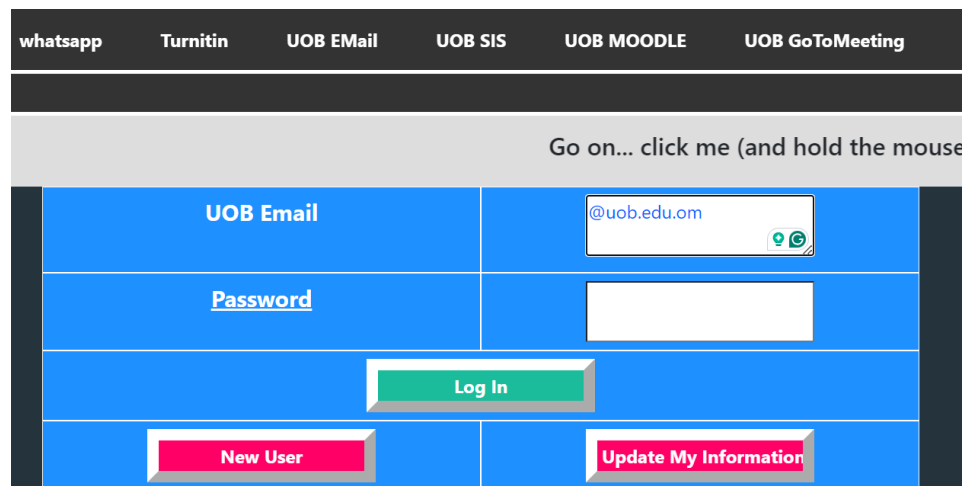 whatsapp Turnitin UOB EMail UOB SIS UOB MOODLE UOB GoToMeeting
Go on... click me (and hold the mouse
UOB Email @uob.edu.om
Password
Log In
New User Update My Information